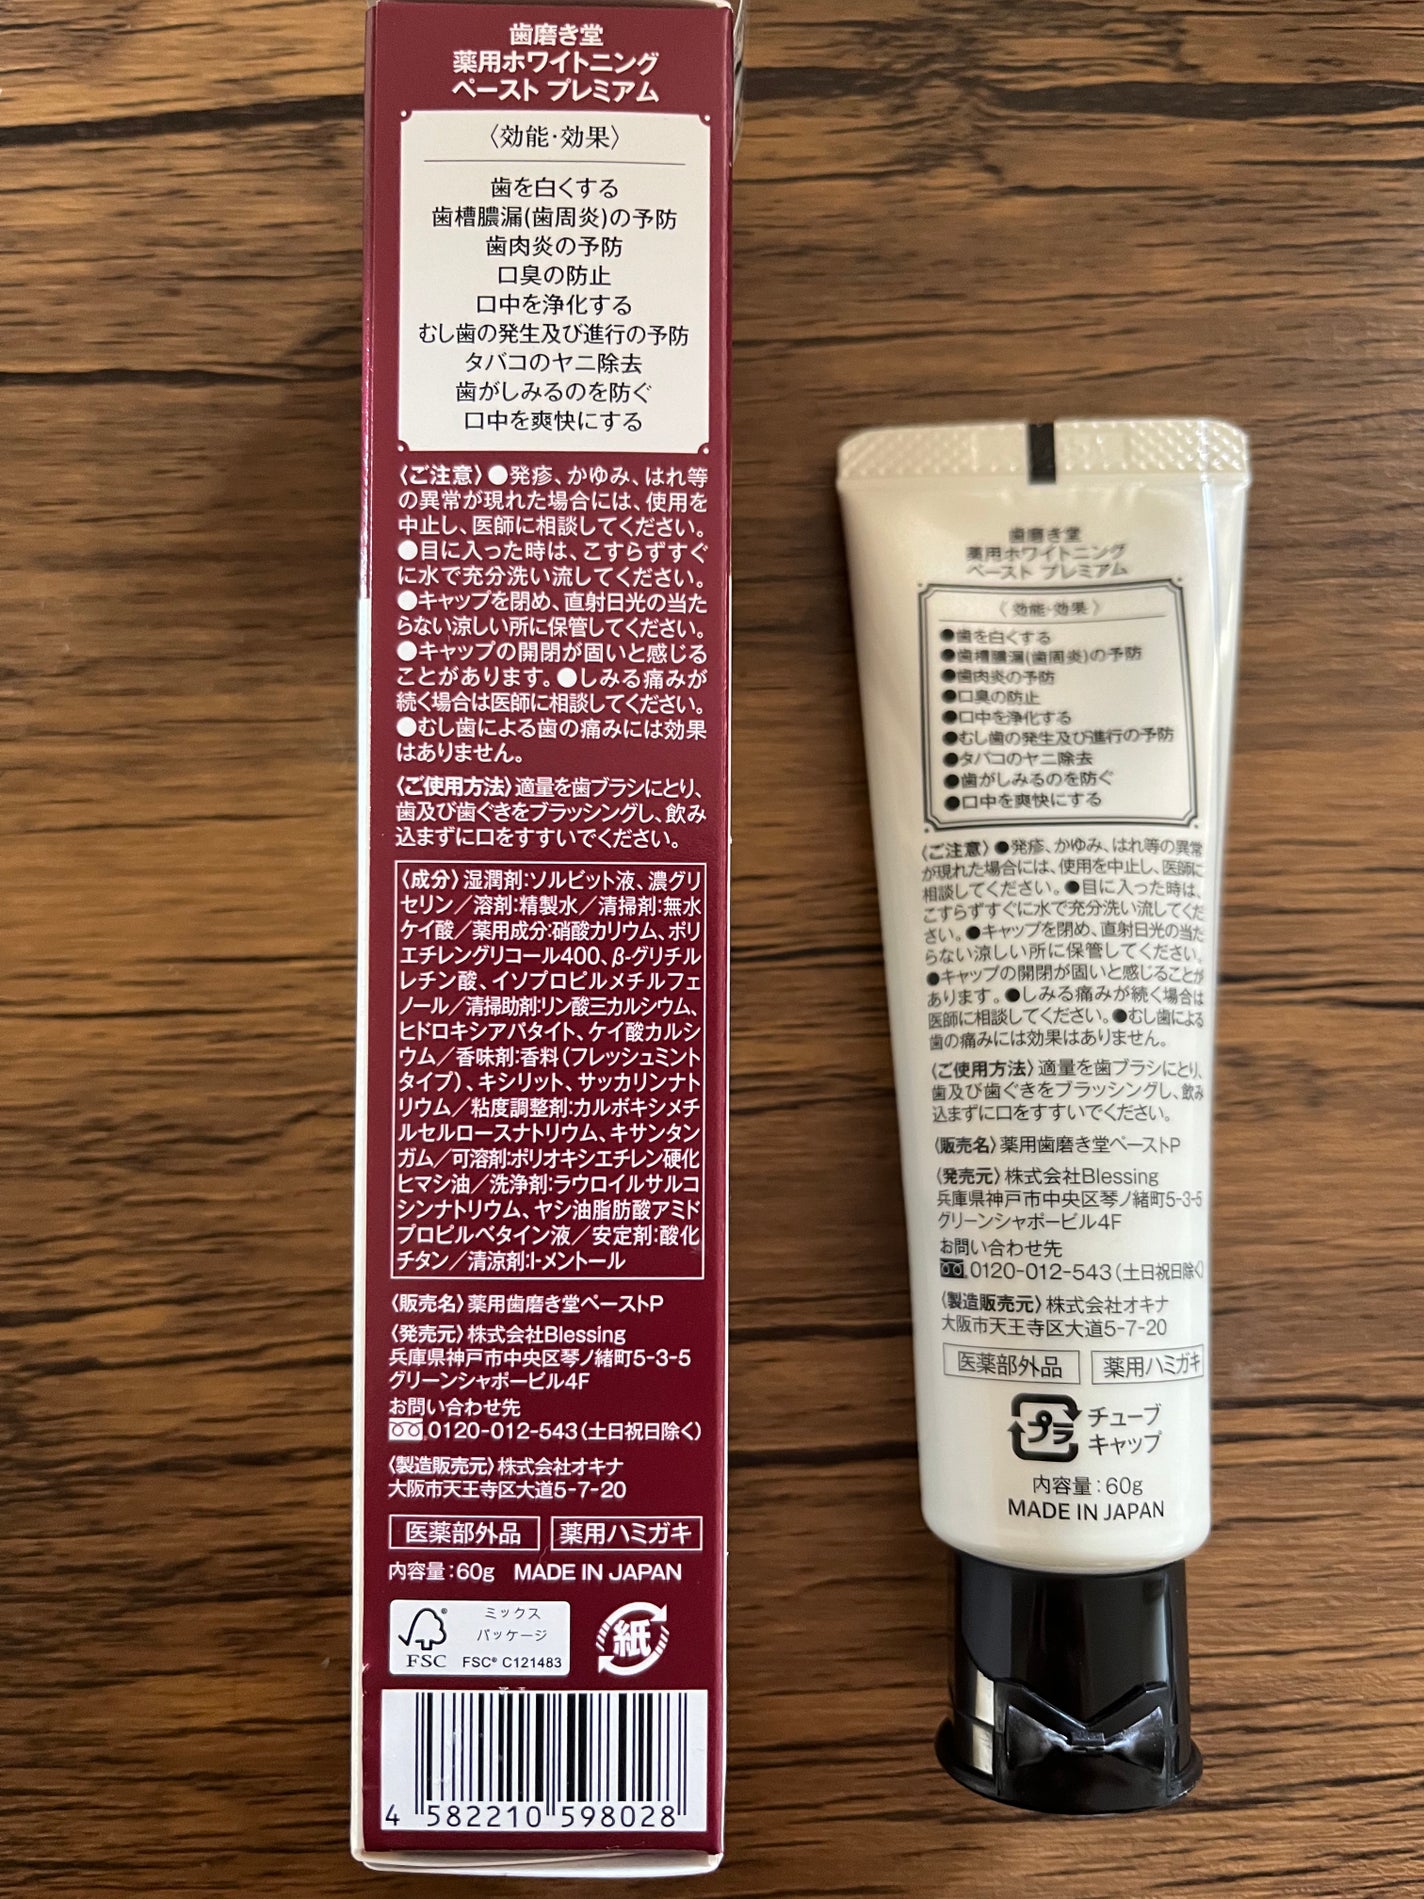 歯磨き堂
薬用ホワイトニング
ペースト プレミアム
〈効能･効果〉
歯を白くする
歯槽膿漏(歯周炎)の予防
歯肉炎の予防
口臭の防止
口中を浄化する
むし歯の発生及び進行の予防
タバコのヤニ除去
歯がしみるのを防ぐ
口中を爽快にする
〈ご注意〉●発疹、かゆみ、はれ等
の異常が現れた場合には、使用を
中止し、医師に相談してください。
●目に入った時は、こすらずすぐ
に水で充分洗い流してください。
●キャップを閉め、直射日光の当た
らない涼しい所に保管してください。
●キャップの開閉が固いと感じる
ことがあります。●しみる痛みが
続く場合は医師に相談してください。
●むし歯による歯の痛みには効果
はありません。
〈ご使用方法〉適量を歯ブラシにとり、
歯及び歯ぐきをブラッシングし、飲み
込まずに口をすすいでください。
〈成分〉湿潤剤:ソルビット液、濃グリ
セリン／溶剤:精製水／清掃剤:無水
ケイ酸／薬用成分:硝酸カリウム、ポリ
エチレングリコール400、β-グリチル
レチン酸、イソプロピルメチルフェ
ノール／清掃助剤:リン酸三カルシウム、
ヒドロキシアパタイト、ケイ酸カルシ
ウム／香味剤:香料(フレッシュミント
タイプ)、キシリット、サッカリンナト
リウム／粘度調整剤:カルボキシメチ
ルセルロースナトリウム、キサンタン
ガム／可溶剤:ポリオキシエチレン硬化
ヒマシ油／洗浄剤:ラウロイルサルコ
シンナトリウム、ヤシ油脂肪酸アミド
プロピルベタイン液／安定剤:酸化
チタン／清涼剤:l-メントール
〈販売名〉薬用歯磨き堂ペーストP
〈発売元〉株式会社Blessing
兵庫県神戸市中央区琴ノ緒町5-3-5
グリーンシャポービル4F
お問い合わせ先
0120-012-543(土日祝日除く)
〈製造販売元〉株式会社オキナ
大阪市天王寺区大道5-7-20
医薬部外品 薬用ハミガキ
内容量:60g MADE IN JAPAN
ミックス
パッケージ
FSC® C121483
FSC
紙
4 582210 598028
歯磨き堂
薬用ホワイトニング
ペースト プレミアム
〈効能･効果〉
●歯を白くする
●歯槽膿漏(歯周炎)の予防
●歯肉炎の予防
●口臭の防止
●口中を浄化する
●むし歯の発生及び進行の予防
●タバコのヤニ除去
●歯がしみるのを防ぐ
●口中を爽快にする
〈ご注意〉●発疹、かゆみ、はれ等の異常
が現れた場合には、使用を中止し、医師に
相談してください。●目に入った時は、
こすらずすぐに水で充分洗い流してくだ
さい。●キャップを閉め、直射日光の当た
らない涼しい所に保管してください。
●キャップの開閉が固いと感じることが
あります。●しみる痛みが続く場合は
医師に相談してください。●むし歯による
歯の痛みには効果はありません。
〈ご使用方法〉適量を歯ブラシにとり、
歯及び歯ぐきをブラッシングし、飲み
込まずに口をすすいでください。
〈販売名〉薬用歯磨き堂ペーストP
〈発売元〉株式会社Blessing
兵庫県神戸市中央区琴ノ緒町5-3-5
グリーンシャポービル4F
お問い合わせ先
0120-012-543(土日祝日除く)
〈製造販売元〉株式会社オキナ
大阪市天王寺区大道5-7-20
医薬部外品 薬用ハミガキ
プラ チューブ
キャップ
内容量:60g
MADE IN JAPAN